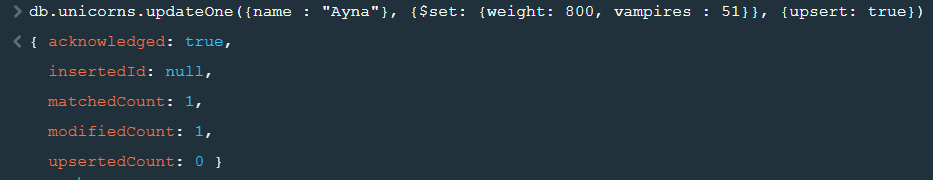 > db.unicorns.updateOne({name : "Ayna"}, {$set: {weight: 800, vampires : 51}}, {upsert: true})
< { acknowledged: true,
insertedId: null,
matchedCount: 1,
modifiedCount: 1,
upsertedCount: 0 }